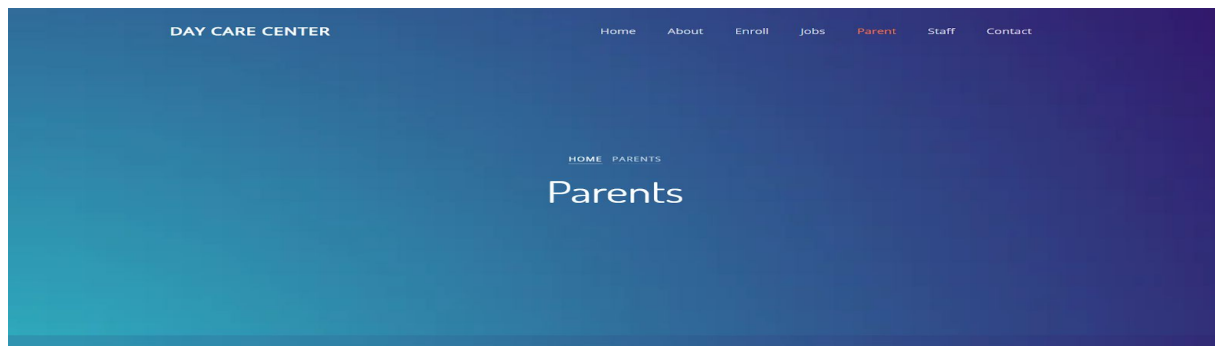 DAY CARE CENTER Home About Enroll Jobs Parent Staff Contact
HOME PARENTS
Parents